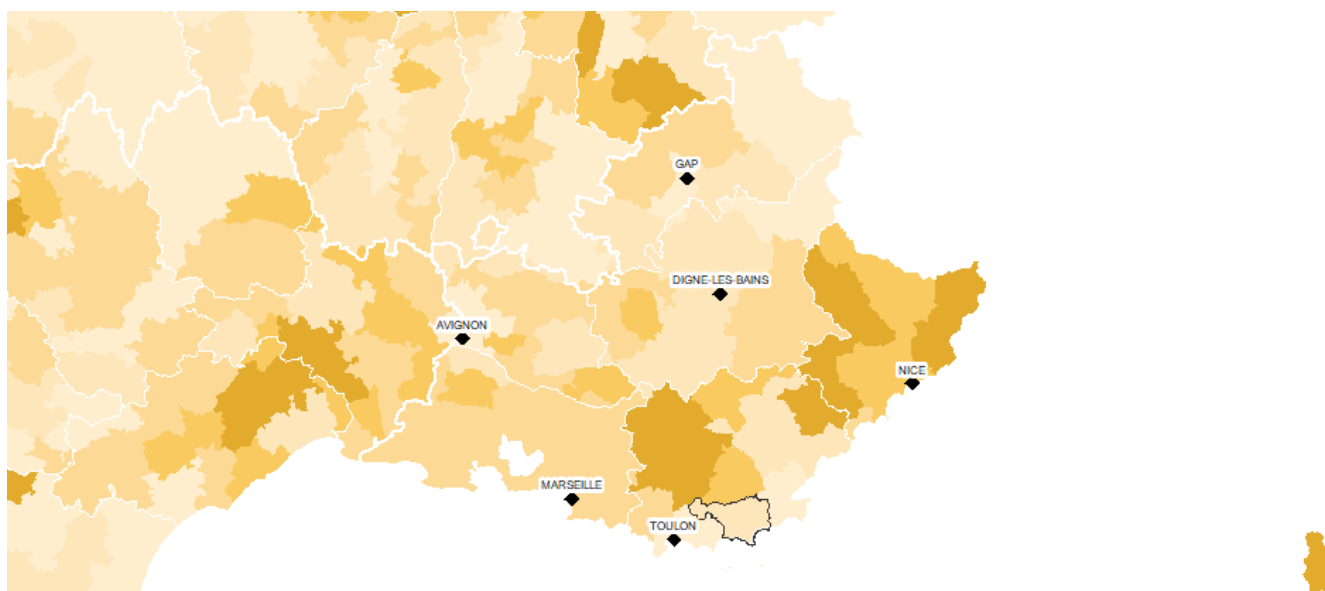 GAP
DIGNE-LES-BAINS
AVIGNON
NICE
MARSEILLE
TOULON